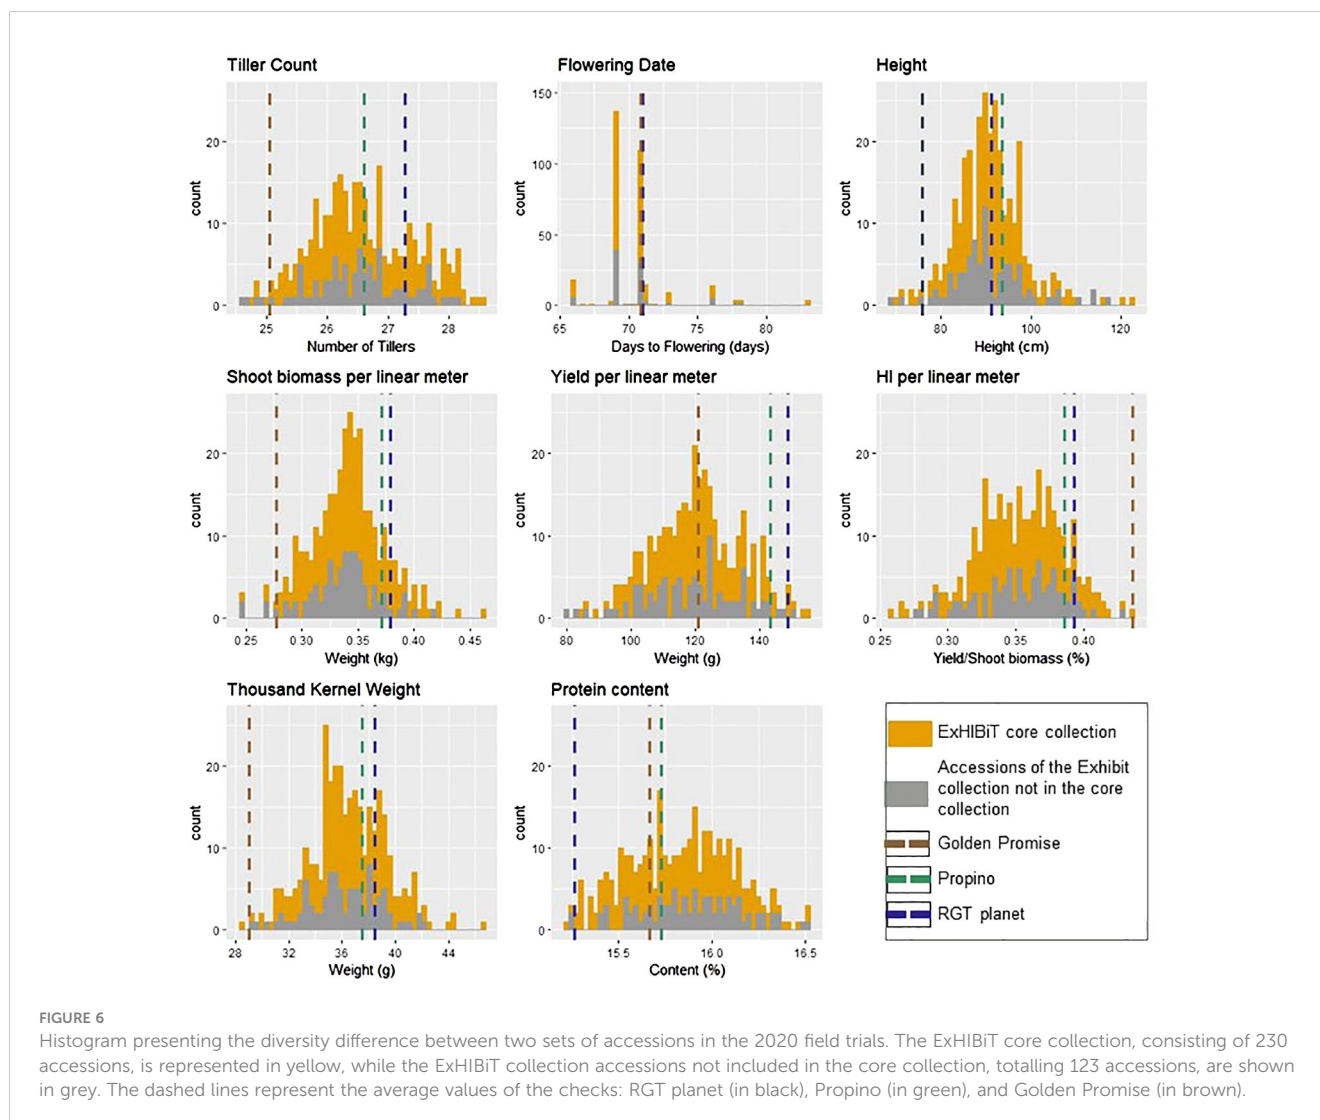 Tiller Count
Flowering Date
Height
count
20
10
0
25
26
27
28
Number of Tillers
count
150
100
50
0
65
70
75
80
Days to Flowering (days)
count
20
10
0
80
100
120
Height (cm)
Shoot biomass per linear meter
Yield per linear meter
HI per linear meter
count
20
10
0
0.25
0.30
0.35
0.40
0.45
Weight (kg)
count
20
10
0
80
100
120
140
Weight (g)
count
20
10
0
0.25
0.30
0.35
0.40
Yield/Shoot biomass (%)
Thousand Kernel Weight
Protein content
count
20
10
0
28
32
36
40
44
Weight (g)
count
20
10
0
15.5
16.0
16.5
Content (%)
ExHIBiT core collection
Accessions of the Exhibit
collection not in the core
collection
Golden Promise
Propino
RGT planet
FIGURE 6
Histogram presenting the diversity difference between two sets of accessions in the 2020 field trials. The ExHIBiT core collection, consisting of 230
accessions, is represented in yellow, while the ExHIBiT collection accessions not included in the core collection, totalling 123 accessions, are shown
in grey. The dashed lines represent the average values of the checks: RGT planet (in black), Propino (in green), and Golden Promise (in brown).